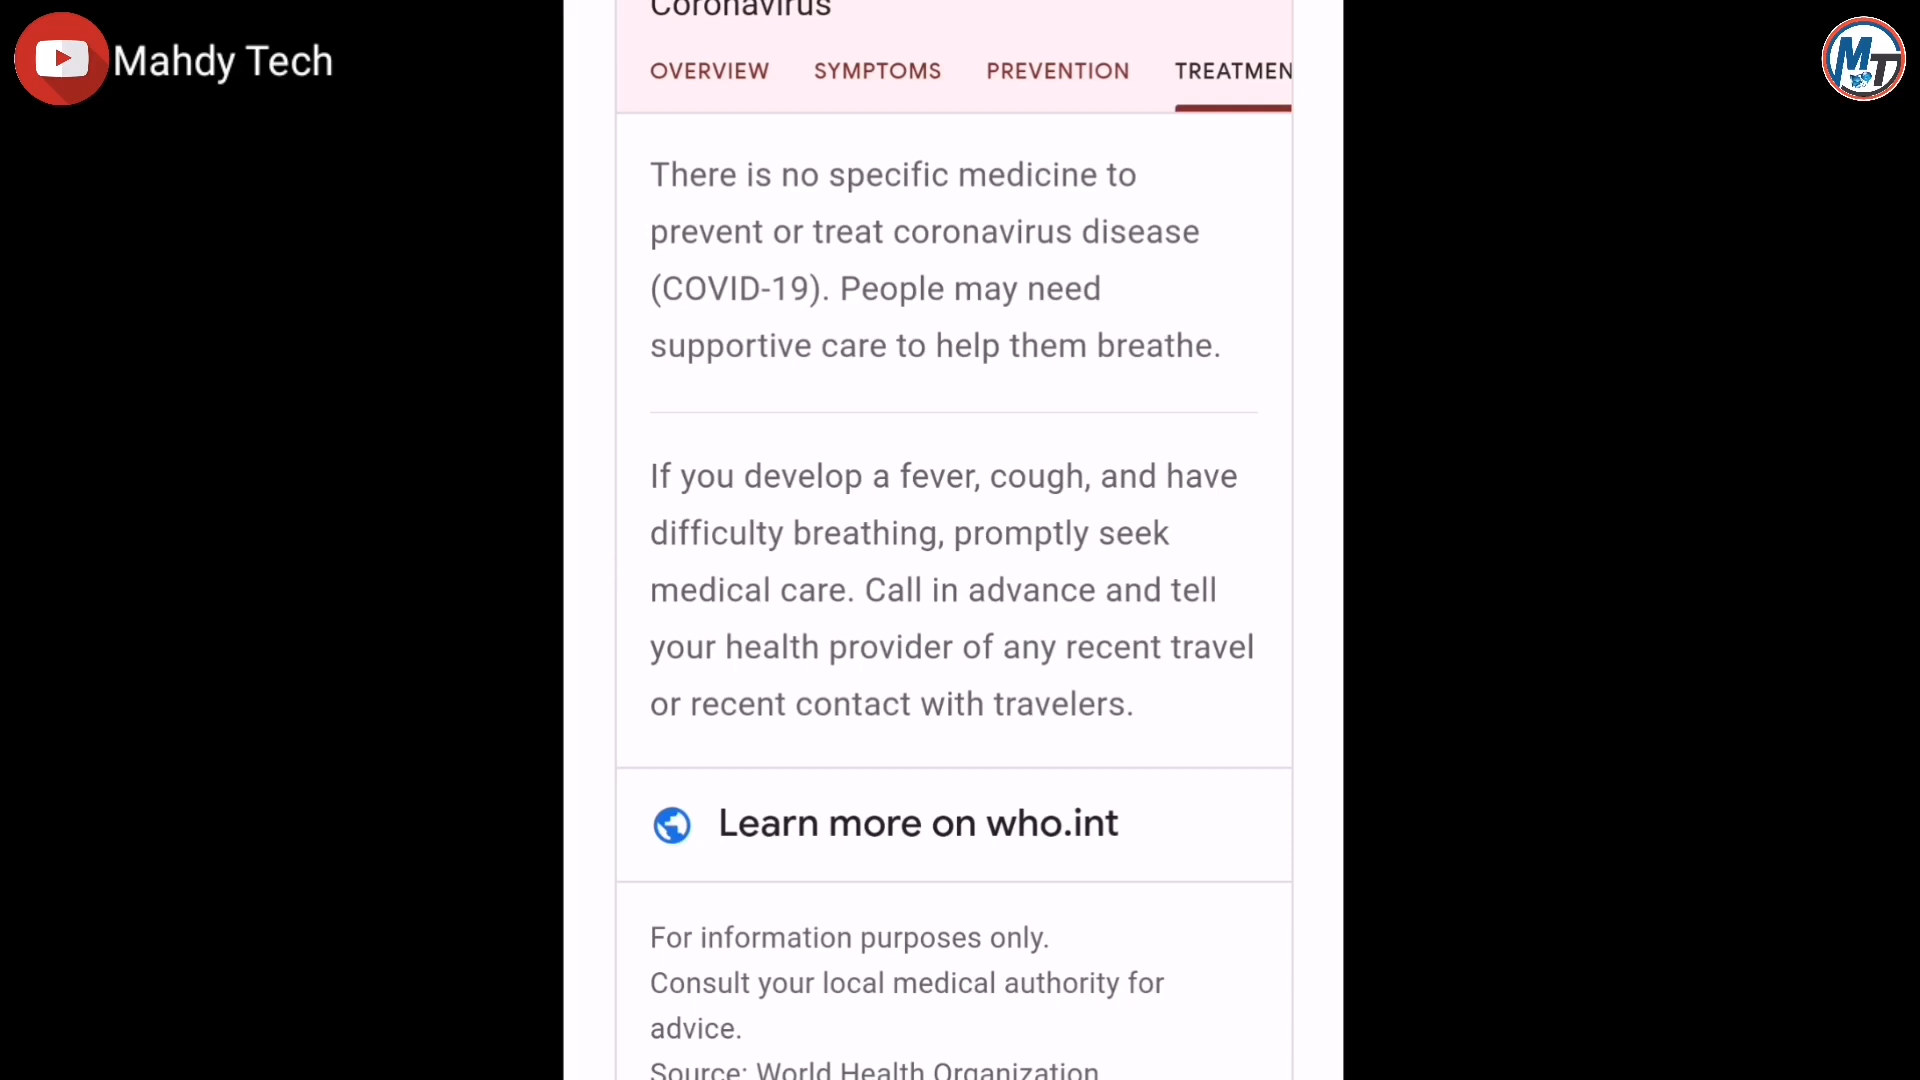 Coronavirus
Mahdy Tech
MT
OVERVIEW SYMPTOMS PREVENTION TREATMEN
There is no specific medicine to
prevent or treat coronavirus disease
(COVID-19). People may need
supportive care to help them breathe.
If you develop a fever, cough, and have
difficulty breathing, promptly seek
medical care. Call in advance and tell
your health provider of any recent travel
or recent contact with travelers.
Learn more on who.int
For information purposes only.
Consult your local medical authority for
advice.
Source: World Health Organization